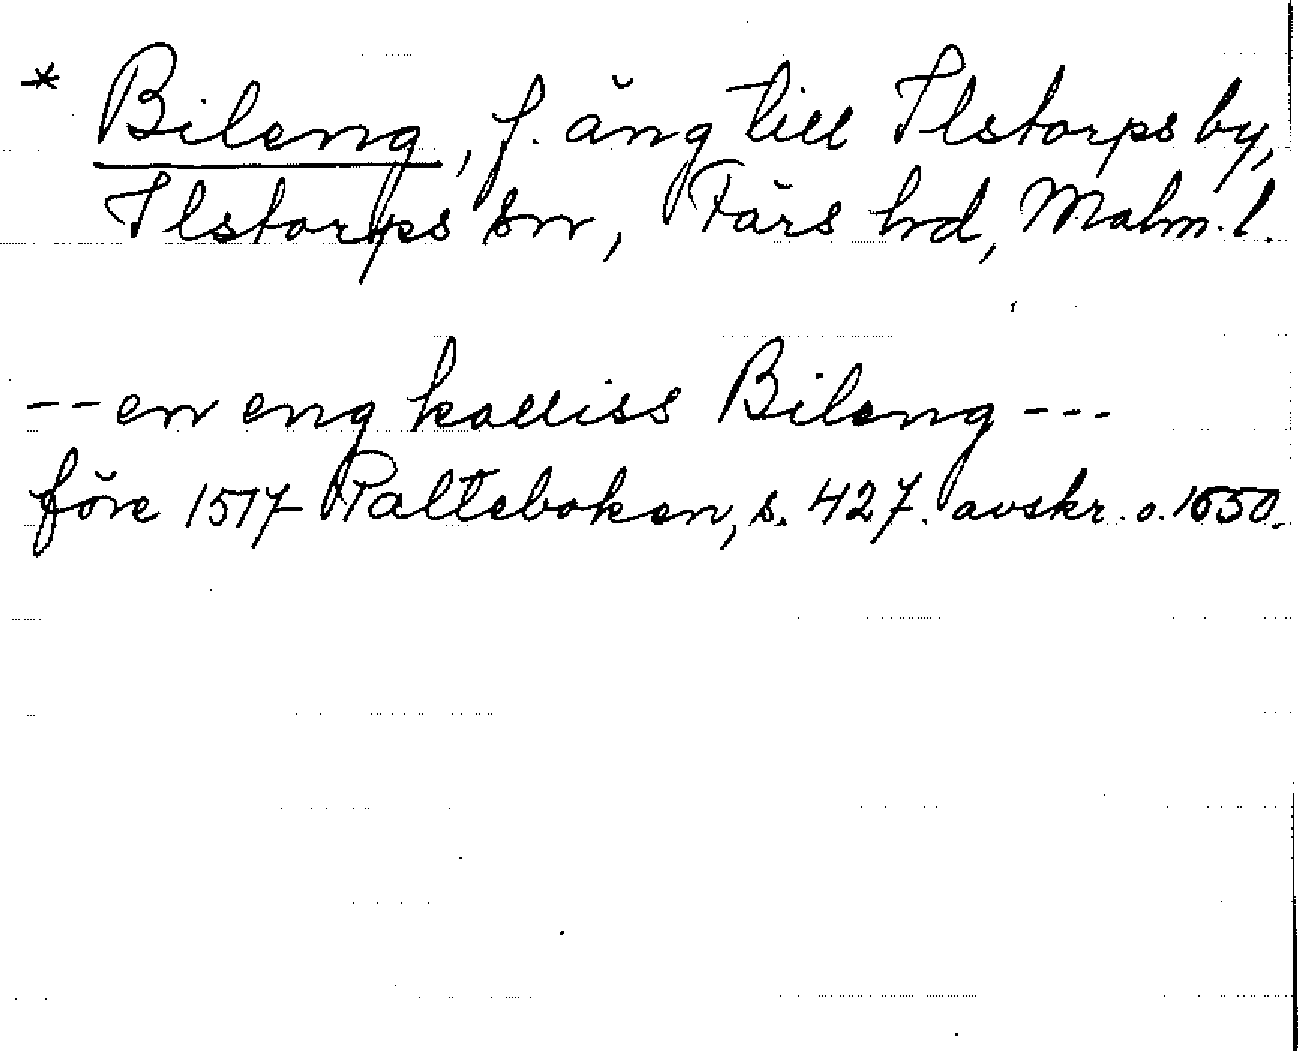 * Bileng, f. äng till Ilstorps by,
Ilstorps sn, Färs hd, Malm. l.
-- en eng kalliss Bileng ---
före 1517 Palteboken, s. 427. avskr. o. 1650.